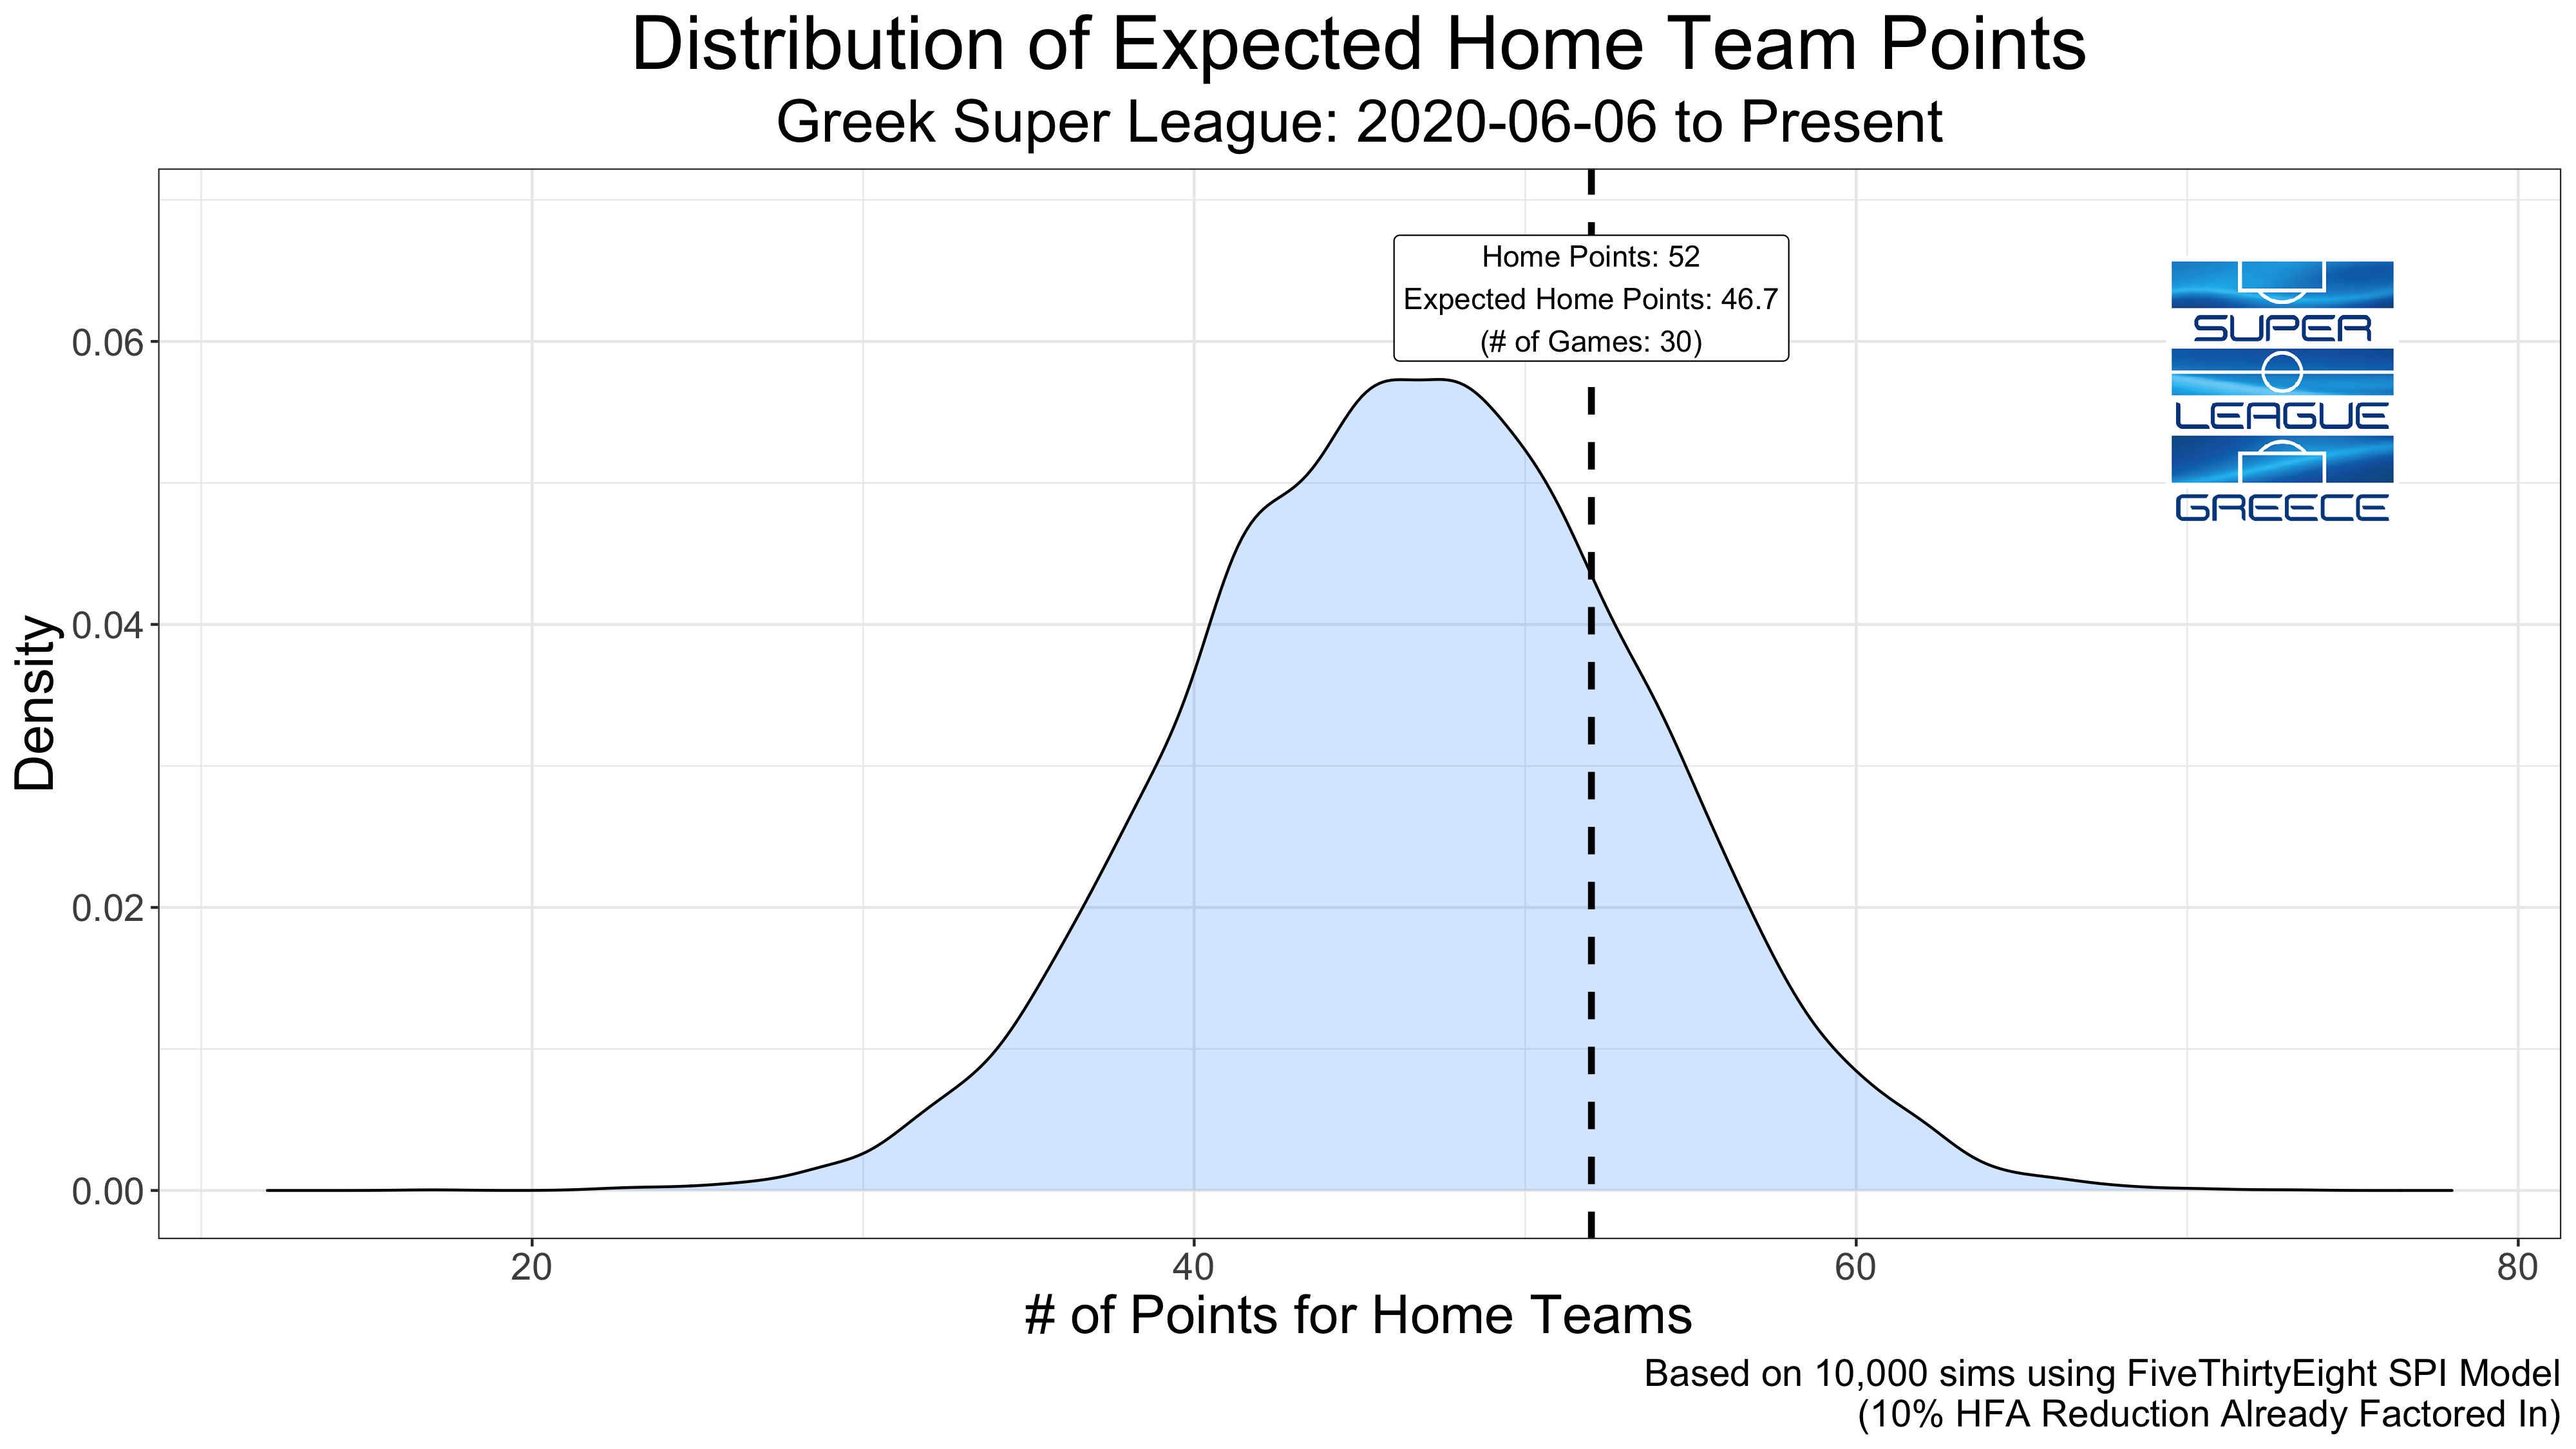 Distribution of Expected Home Team Points
Greek Super League: 2020-06-06 to Present
Home Points: 52
Expected Home Points: 46.7
(# of Games: 30)
SUPER
LEAGUE
GREECE
0.06
0.04
0.02
0.00
Density
20 40 60 80
# of Points for Home Teams
Based on 10,000 sims using FiveThirtyEight SPI Model
(10% HFA Reduction Already Factored In)